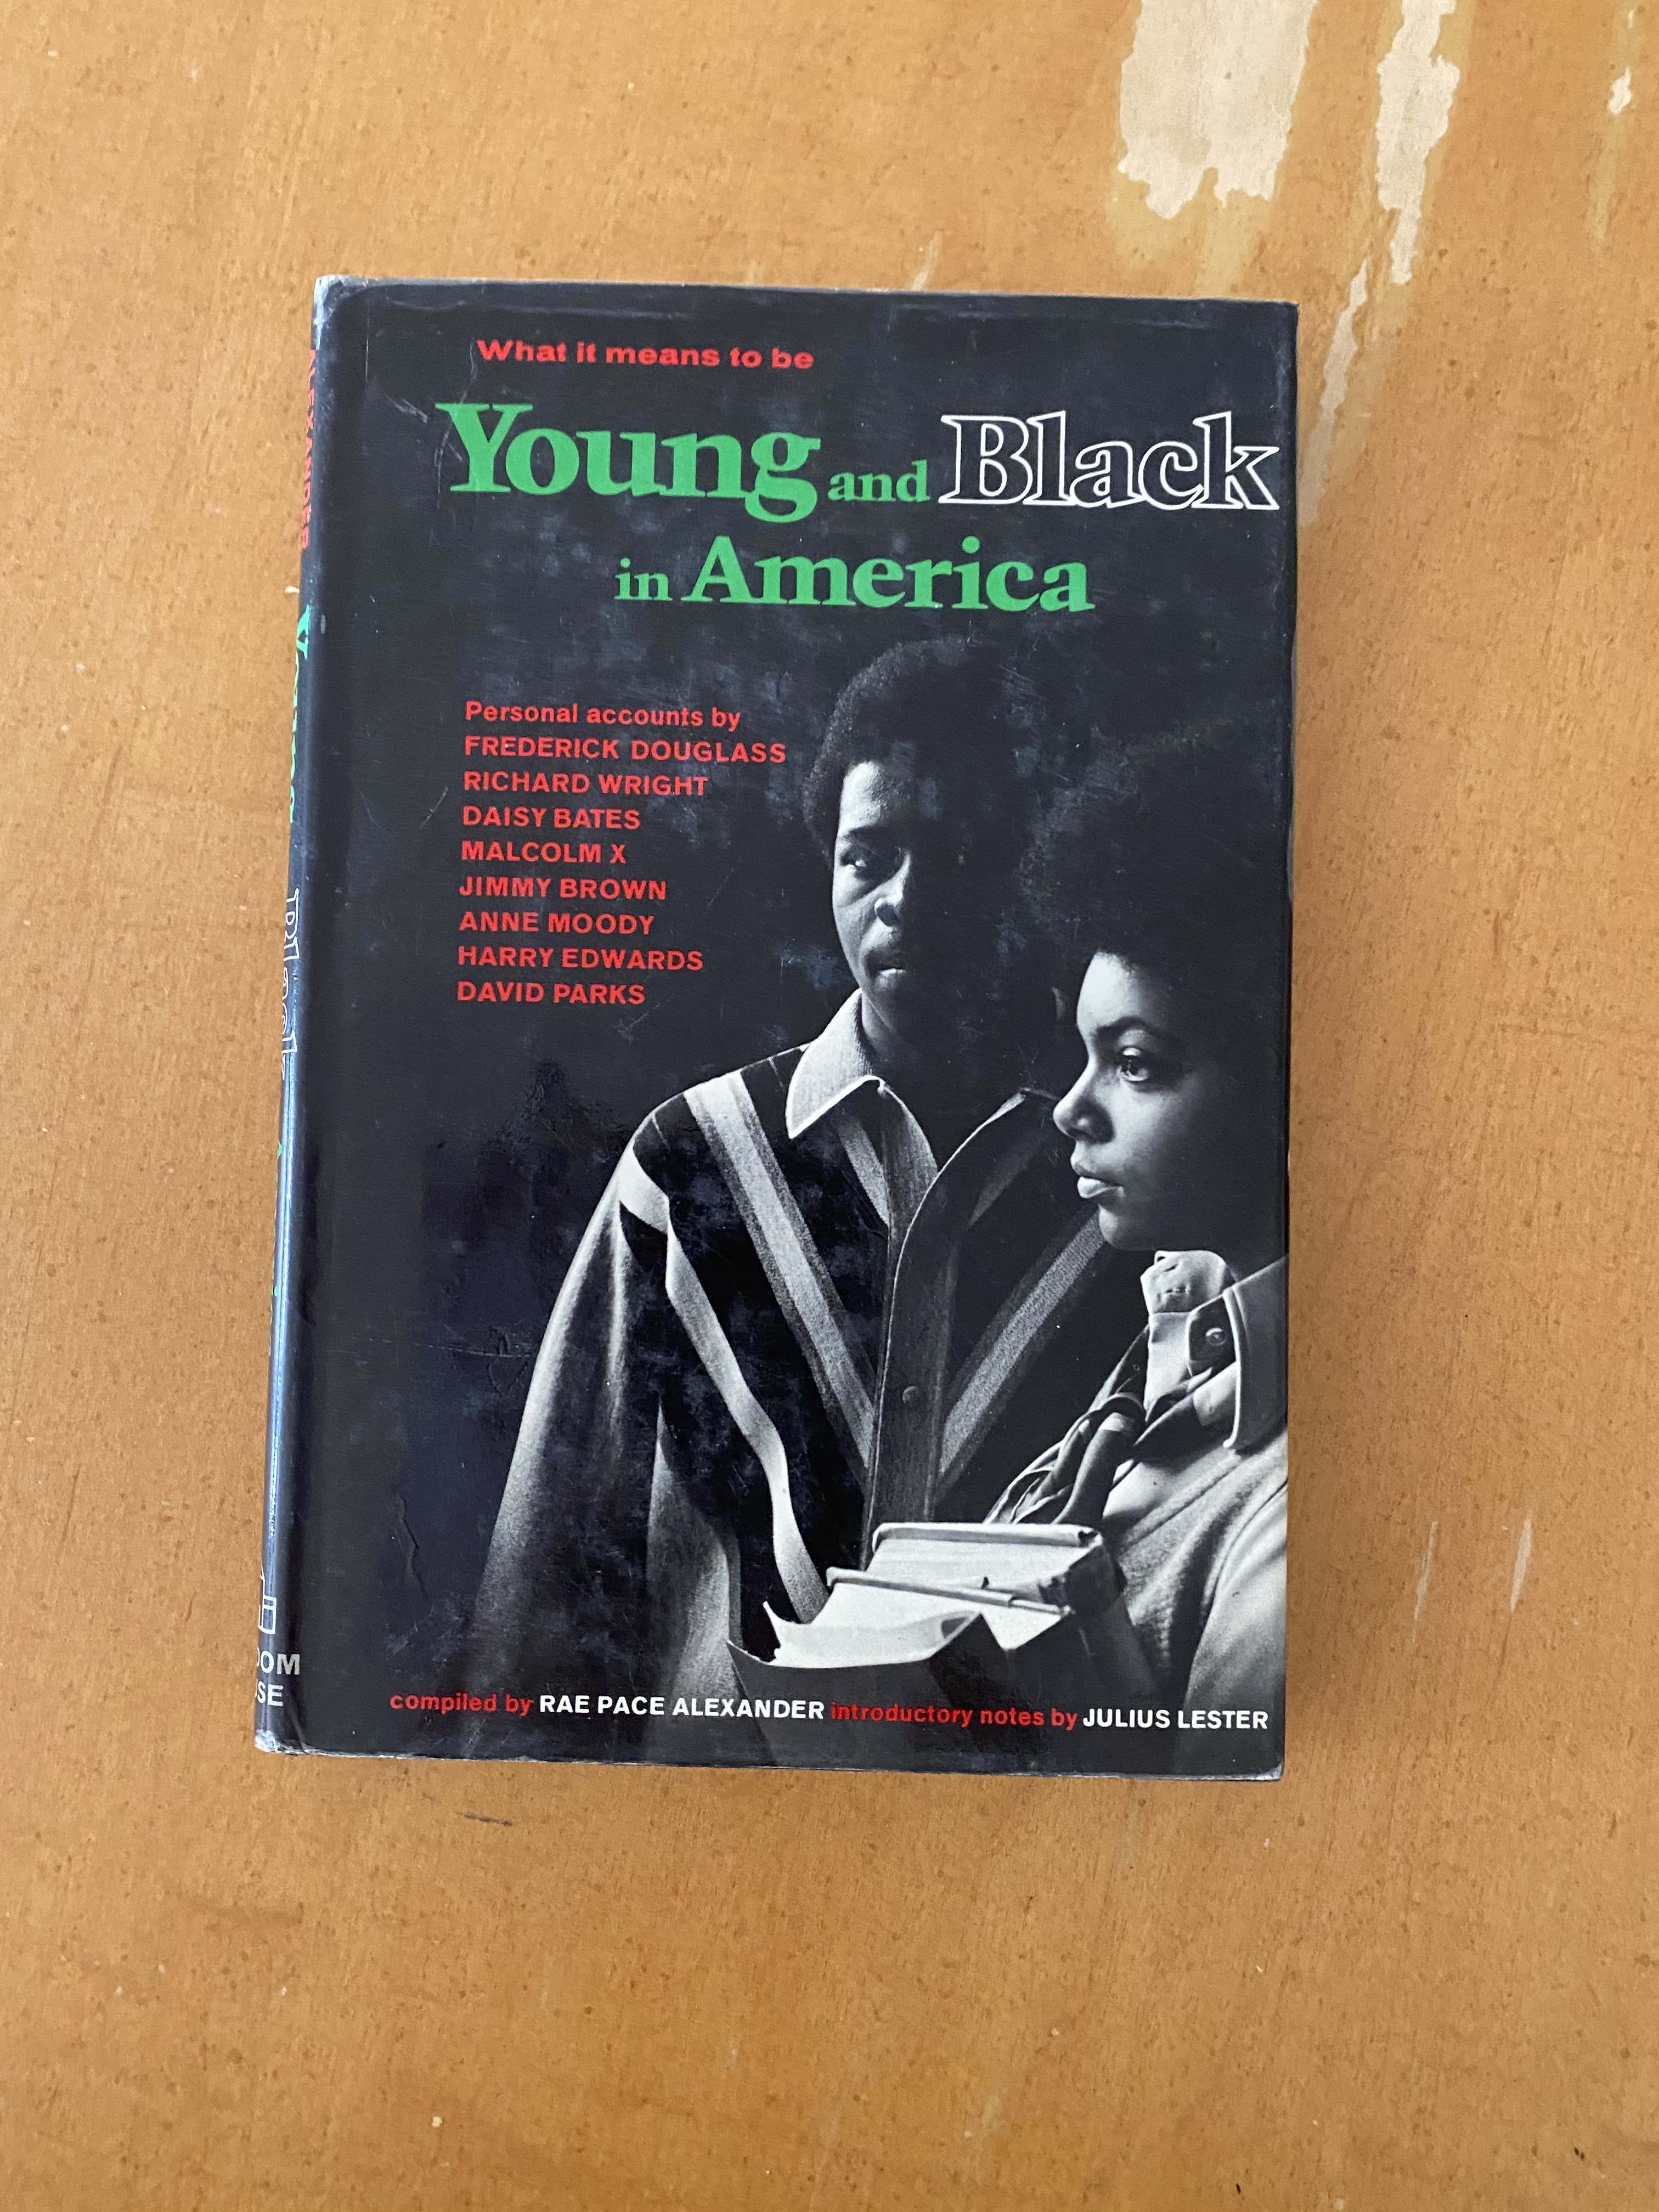 What it means to be
Young and Black
in America
Personal accounts by
FREDERICK DOUGLASS
RICHARD WRIGHT
DAISY BATES
MALCOLM X
JIMMY BROWN
ANNE MOODY
HARRY EDWARDS
DAVID PARKS
compiled by RAE PACE ALEXANDER introductory notes by JULIUS LESTER
ALEXANDER
Young